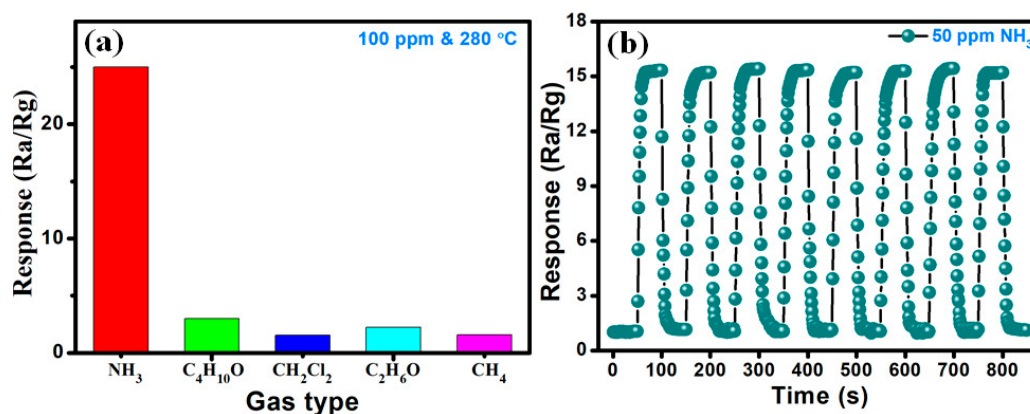 (a)
100 ppm & 280 °C
Response (Ra/Rg)
20
10
0
NH₃ C₄H₁₀O CH₂Cl₂ C₂H₆O CH₄
Gas type
(b)
50 ppm NH₃
Response (Ra/Rg)
18
15
12
9
6
3
0
0 100 200 300 400 500 600 700 800
Time (s)